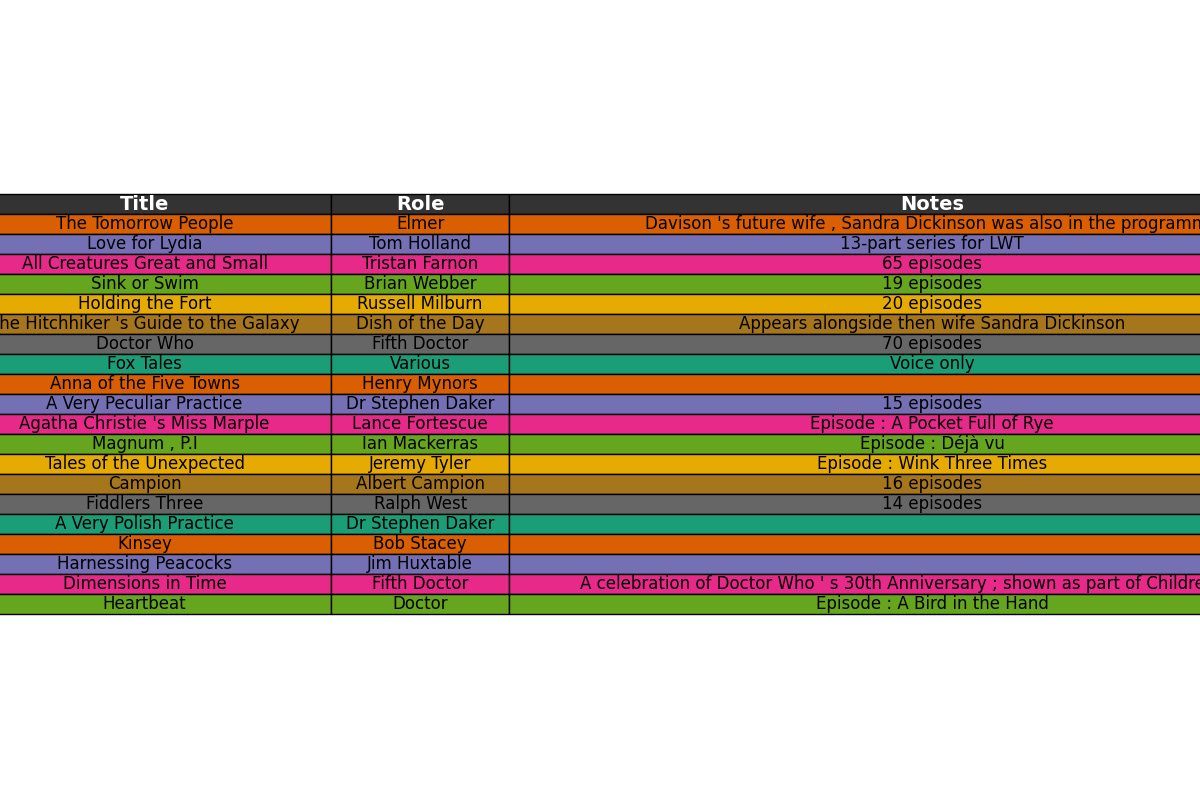 Title Role Notes
The Tomorrow People Elmer Davison 's future wife , Sandra Dickinson was also in the
Love for Lydia Tom Holland 13-part series for LWT
All Creatures Great and Small Tristan Farnon 65 episodes
Sink or Swim Brian Webber 19 episodes
Holding the Fort Russell Milburn 20 episodes
Hitchhiker 's Guide to the Galaxy Dish of the Day Appears alongside then wife Sandra Dickinson
Doctor Who Fifth Doctor 70 episodes
Fox Tales Various Voice only
Anna of the Five Towns Henry Mynors
A Very Peculiar Practice Dr Stephen Daker 15 episodes
Agatha Christie 's Miss Marple Lance Fortescue Episode : A Pocket Full of Rye
Magnum , P.I Ian Mackerras Episode : Déjà vu
Tales of the Unexpected Jeremy Tyler Episode : Wink Three Times
Campion Albert Campion 16 episodes
Fiddlers Three Ralph West 14 episodes
A Very Polish Practice Dr Stephen Daker
Kinsey Bob Stacey
Harnessing Peacocks Jim Huxtable
Dimensions in Time Fifth Doctor A celebration of Doctor Who ' s 30th Anniversary ; shown as part of
Heartbeat Doctor Episode : A Bird in the Hand